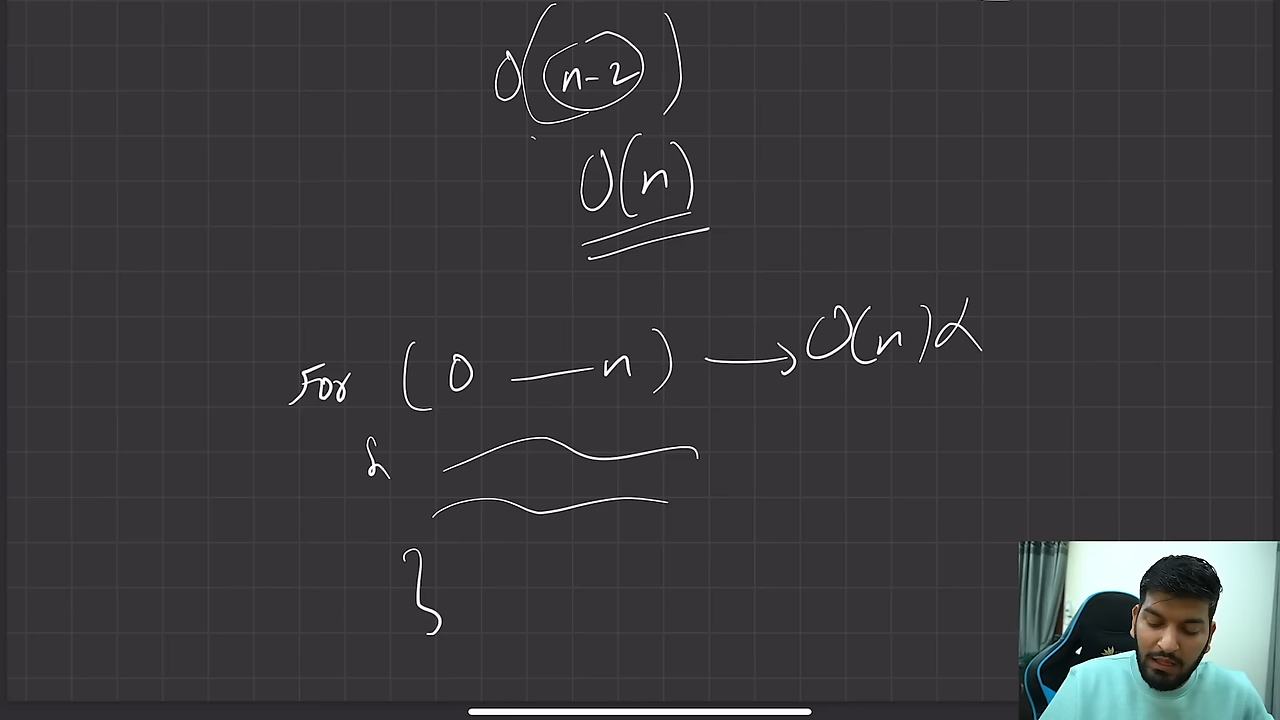 O(n-2)
O(n)
For (0 — n) → O(n)
{
}